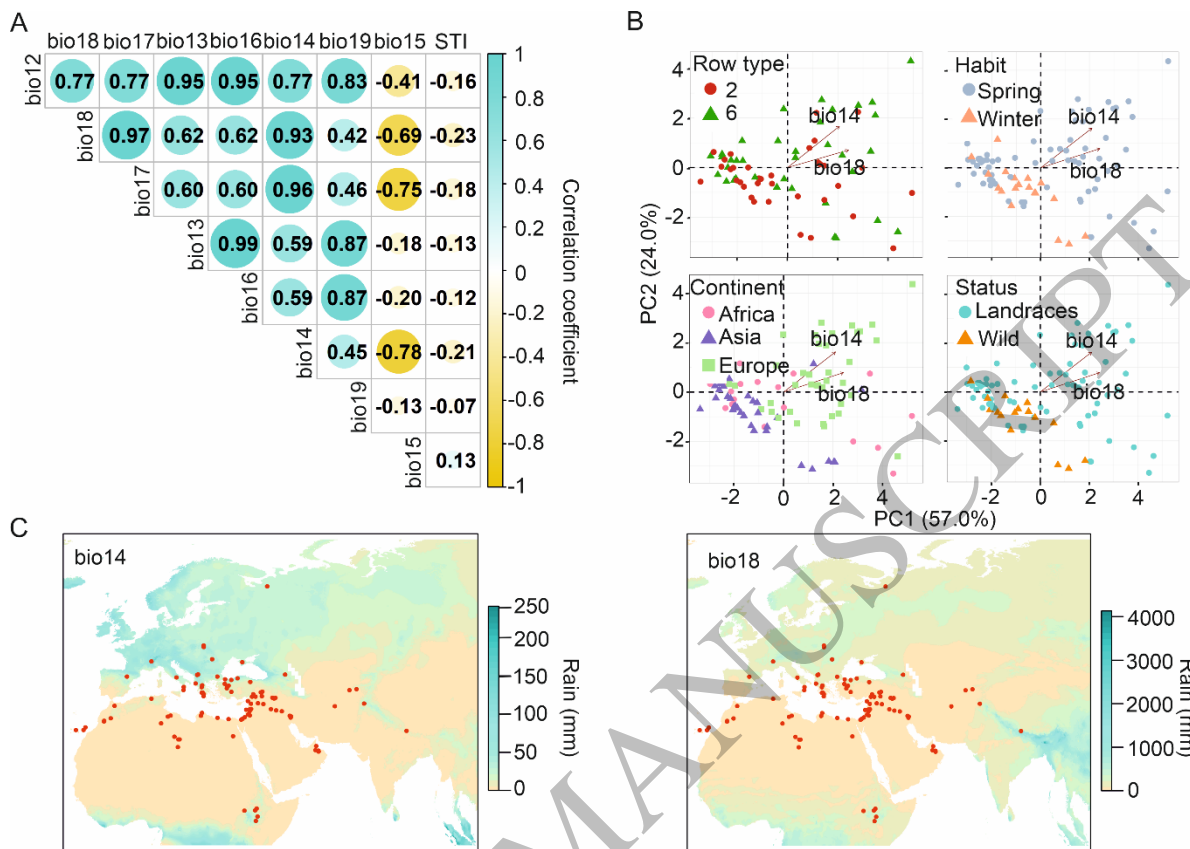 A
bio18 bio17 bio13 bio16 bio14 bio19 bio15 STI
bio12 0.77 0.77 0.95 0.95 0.77 0.83 -0.41 -0.16
bio18 0.97 0.62 0.62 0.93 0.42 -0.69 -0.23
bio17 0.60 0.60 0.96 0.46 -0.75 -0.18
bio13 0.99 0.59 0.87 -0.18 -0.13
bio16 0.59 0.87 -0.20 -0.12
bio14 0.45 -0.78 -0.21
bio19 -0.13 -0.07
bio15 0.13
1
0.8
0.6
0.4
0.2
0
-0.2
-0.4
-0.6
-0.8
-1
Correlation coefficient
B
Row type
2
6
bio14
bio18
4
2
0
-2
Habit
Spring
Winter
bio14
bio18
Continent
Africa
Asia
Europe
bio14
bio18
4
2
0
-2
-2 0 2 4
Status
Landraces
Wild
bio14
bio18
-2 0 2 4
PC2 (24.0%)
PC1 (57.0%)
C
bio14
250
200
150
100
50
0
Rain (mm)
bio18
4000
3000
2000
1000
0
Rain (mm)
MANUSCRIPT